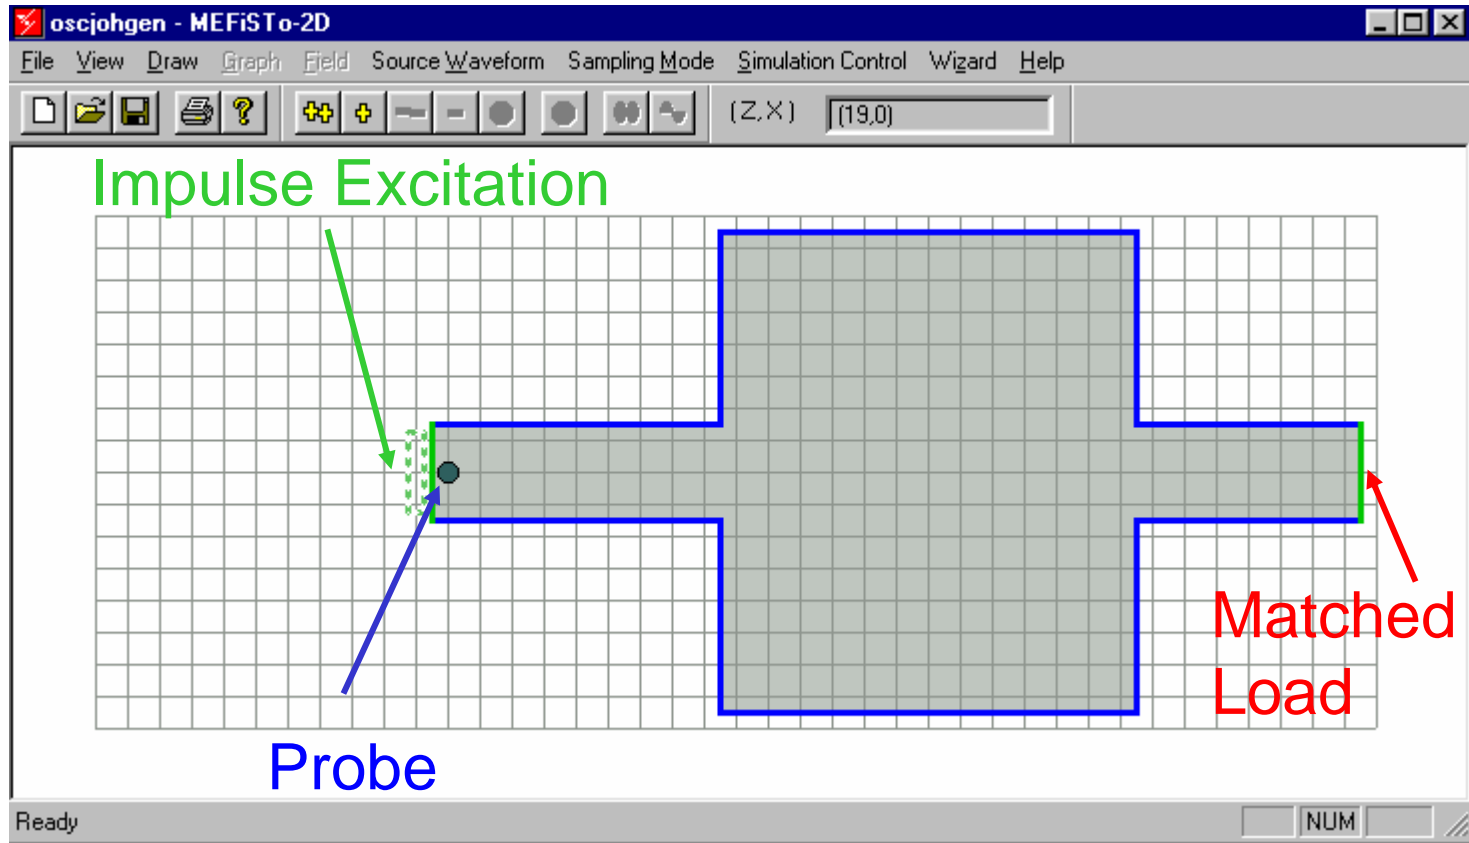 oscjohgen - MEFiSTo-2D
File View Draw Graph Field Source Waveform Sampling Mode Simulation Control Wizard Help
(Z,X) (19,0)
Impulse Excitation
Matched
Load
Probe
Ready NUM